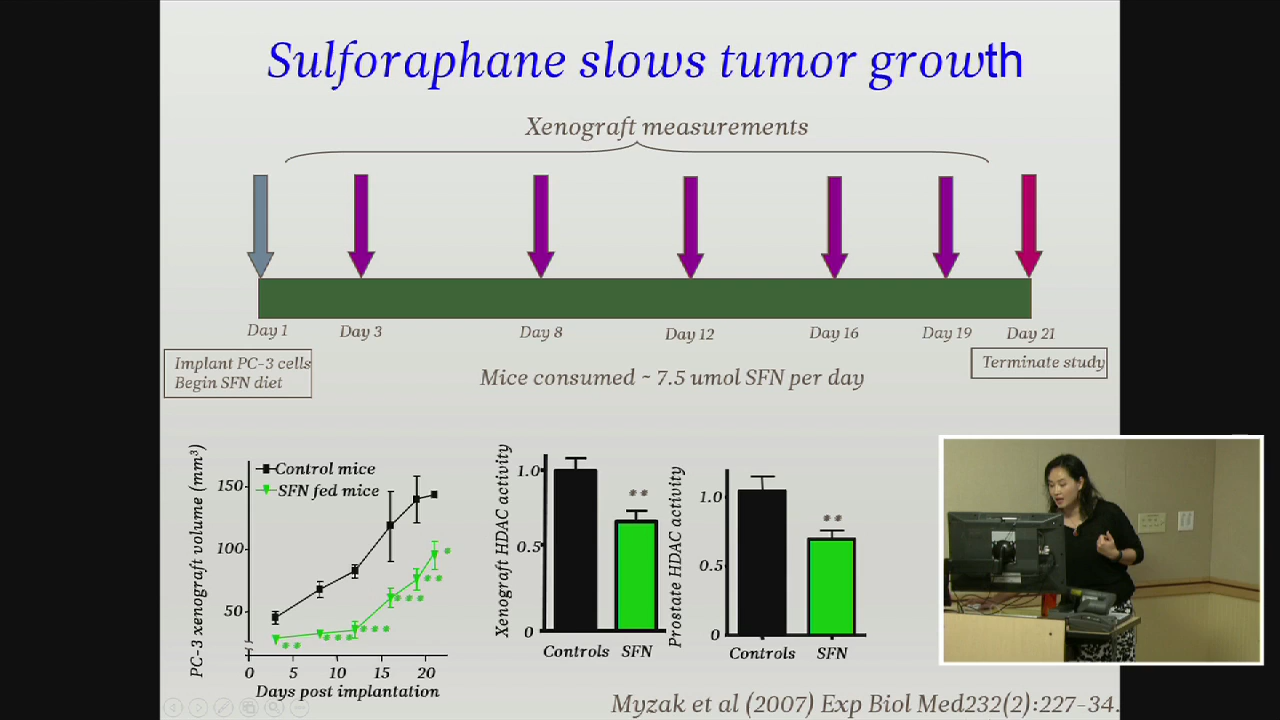 Sulforaphane slows tumor growth
Xenograft measurements
Day 1
Day 3
Day 8
Day 12
Day 16
Day 19
Day 21
Implant PC-3 cells
Begin SFN diet
Terminate study
Mice consumed ~ 7.5 umol SFN per day
PC-3 xenograft volume (mm³)
Control mice
SFN fed mice
150
100
50
**
***
****
***
**
*
0 5 10 15 20
Days post implantation
Xenograft HDAC activity
1.0
0.5
0
**
Controls SFN
Prostate HDAC activity
1.0
0.5
0
**
Controls SFN
Myzak et al (2007) Exp Biol Med232(2):227-34.